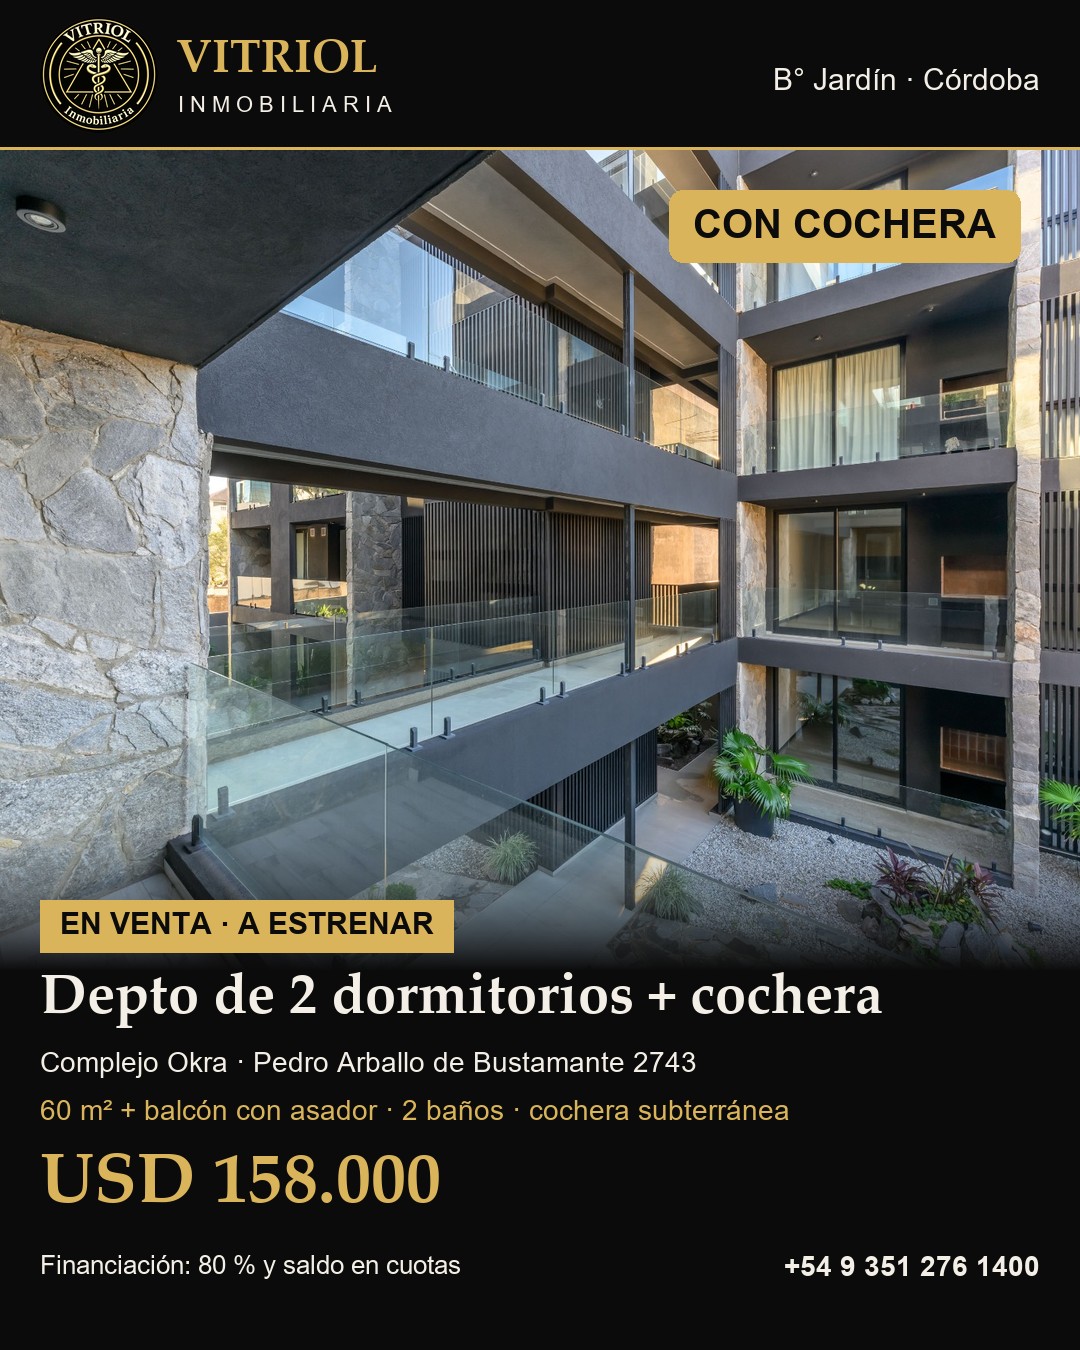 VITRIOL
Inmobiliaria
VITRIOL
INMOBILIARIA
B° Jardín · Córdoba
CON COCHERA
EN VENTA · A ESTRENAR
Depto de 2 dormitorios + cochera
Complejo Okra · Pedro Arballo de Bustamante 2743
60 m² + balcón con asador · 2 baños · cochera subterránea
USD 158.000
Financiación: 80 % y saldo en cuotas
+54 9 351 276 1400